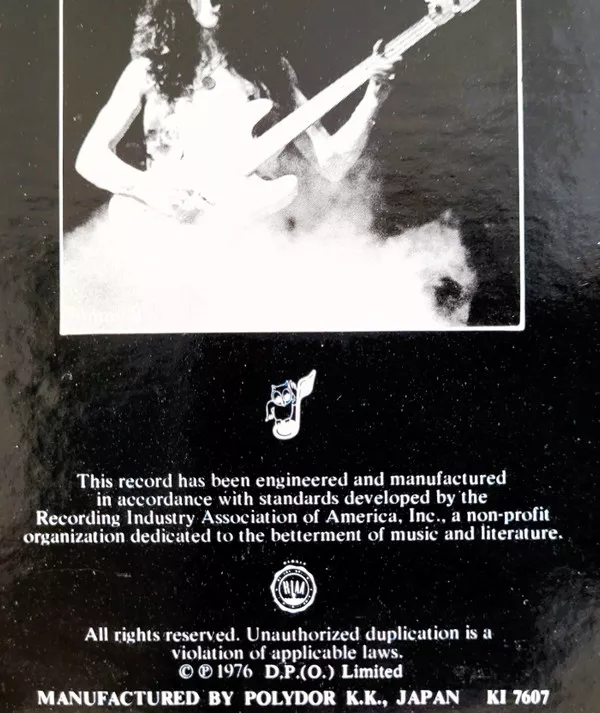 This record has been engineered and manufactured
in accordance with standards developed by the
Recording Industry Association of America, Inc., a non-profit
organization dedicated to the betterment of music and literature.
All rights reserved. Unauthorized duplication is a
violation of applicable laws.
© ℗ 1976 D.P.(O.) Limited
MANUFACTURED BY POLYDOR K.K., JAPAN KI 7607